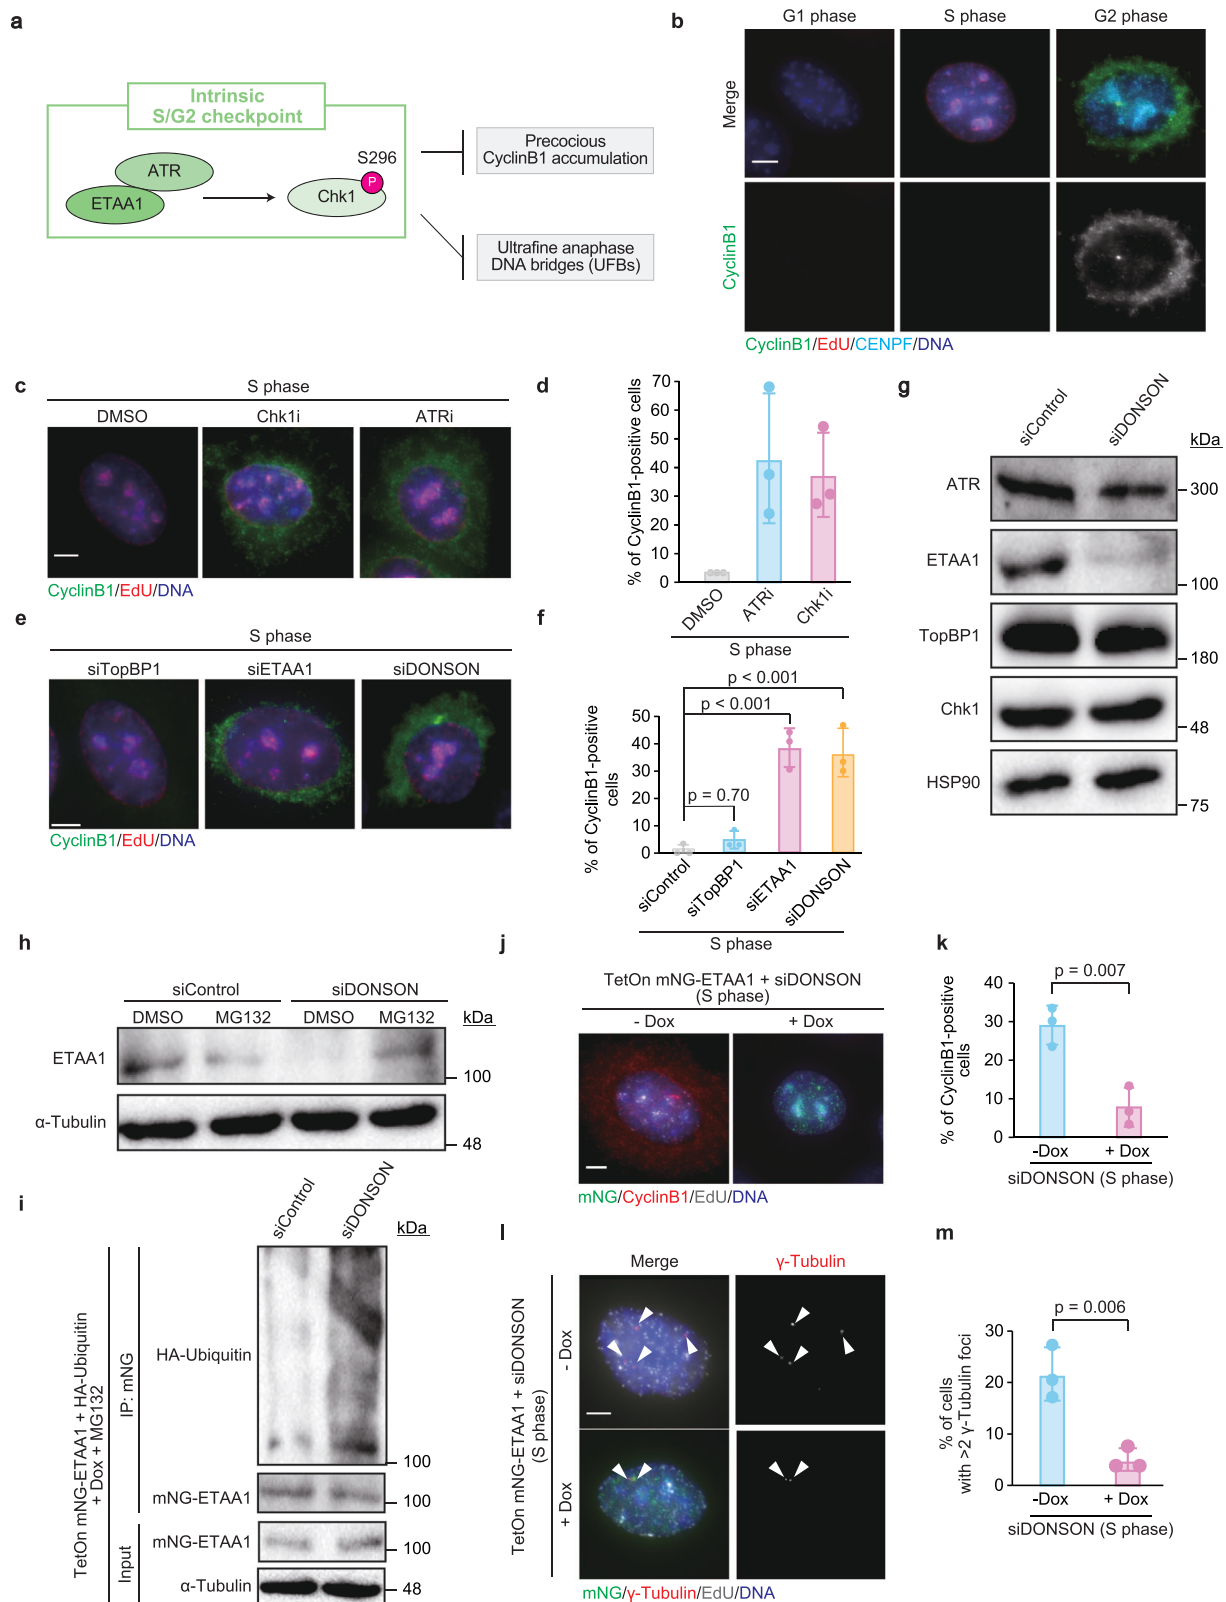 a
Intrinsic
S/G2 checkpoint
ATR
ETAA1
S296
P
Chk1
Precocious
CyclinB1 accumulation
Ultrafine anaphase
DNA bridges (UFBs)
b
G1 phase
S phase
G2 phase
Merge
CyclinB1
CyclinB1/EdU/CENPF/DNA
c
S phase
DMSO
Chk1i
ATRi
CyclinB1/EdU/DNA
d
% of CyclinB1-positive cells
70
60
50
40
30
20
10
0
DMSO
ATRi
Chk1i
S phase
e
S phase
siTopBP1
siETAA1
siDONSON
CyclinB1/EdU/DNA
f
p < 0.001
p < 0.001
p = 0.70
% of CyclinB1-positive
cells
50
40
30
20
10
0
siControl
siTopBP1
siETAA1
siDONSON
S phase
g
siControl
siDONSON
kDa
ATR
300
ETAA1
100
TopBP1
180
Chk1
48
HSP90
75
h
siControl
siDONSON
DMSO
MG132
DMSO
MG132
kDa
ETAA1
100
α-Tubulin
48
i
siControl
siDONSON
kDa
TetOn mNG-ETAA1 + HA-Ubiquitin
+ Dox + MG132
IP: mNG
HA-Ubiquitin
100
mNG-ETAA1
100
Input
mNG-ETAA1
100
α-Tubulin
48
j
TetOn mNG-ETAA1 + siDONSON
(S phase)
- Dox
+ Dox
mNG/CyclinB1/EdU/DNA
k
% of CyclinB1-positive
cells
p = 0.007
40
30
20
10
0
-Dox
+ Dox
siDONSON (S phase)
l
Merge
γ-Tubulin
TetOn mNG-ETAA1 + siDONSON
(S phase)
- Dox
+ Dox
mNG/γ-Tubulin/EdU/DNA
m
% of cells
with >2 γ-Tubulin foci
p = 0.006
30
20
10
0
-Dox
+ Dox
siDONSON (S phase)